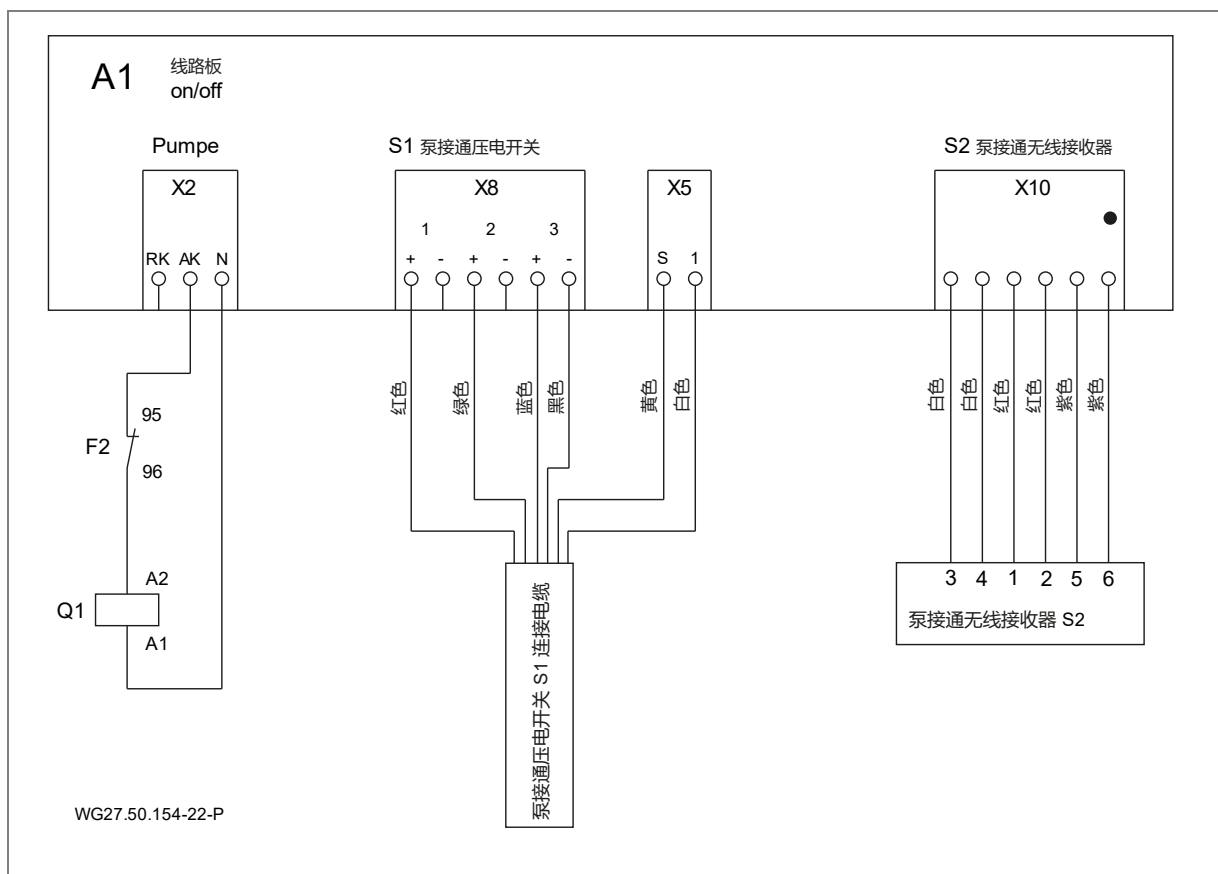 A1 线路板
on/off
Pumpe
S1 泵接通压电开关
S2 泵接通无线接收器
X2
X8
X5
X10
1 2 3
RK AK N
+ - + - + -
S 1
红色
绿色
蓝色
黑色
黄色
白色
白色
白色
红色
红色
紫色
紫色
95
F2
96
A2
Q1
A1
泵接通压电开关 S1 连接电缆
3 4 1 2 5 6
泵接通无线接收器 S2
WG27.50.154-22-P